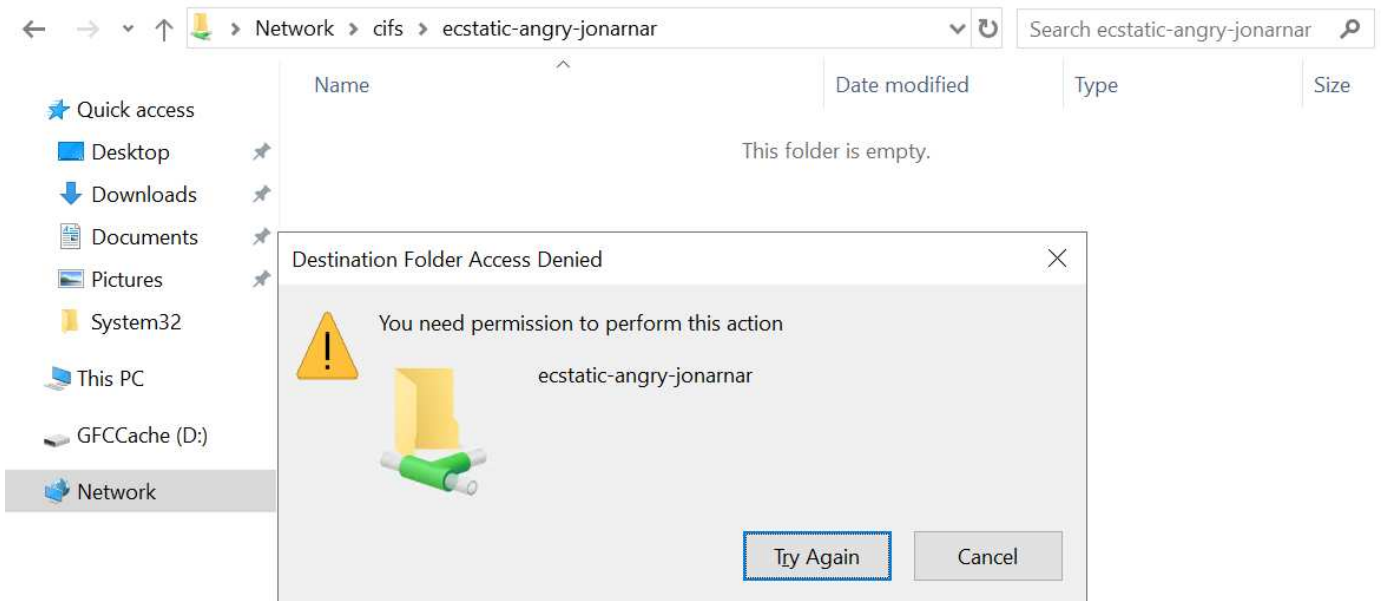 Network > cifs > ecstatic-angry-jonarnar
Search ecstatic-angry-jonarnar
Name Date modified Type Size
Quick access
This folder is empty.
Desktop
Downloads
Documents
Pictures
System32
This PC
GFCCache (D:)
Network
Destination Folder Access Denied
You need permission to perform this action
ecstatic-angry-jonarnar
Try Again Cancel